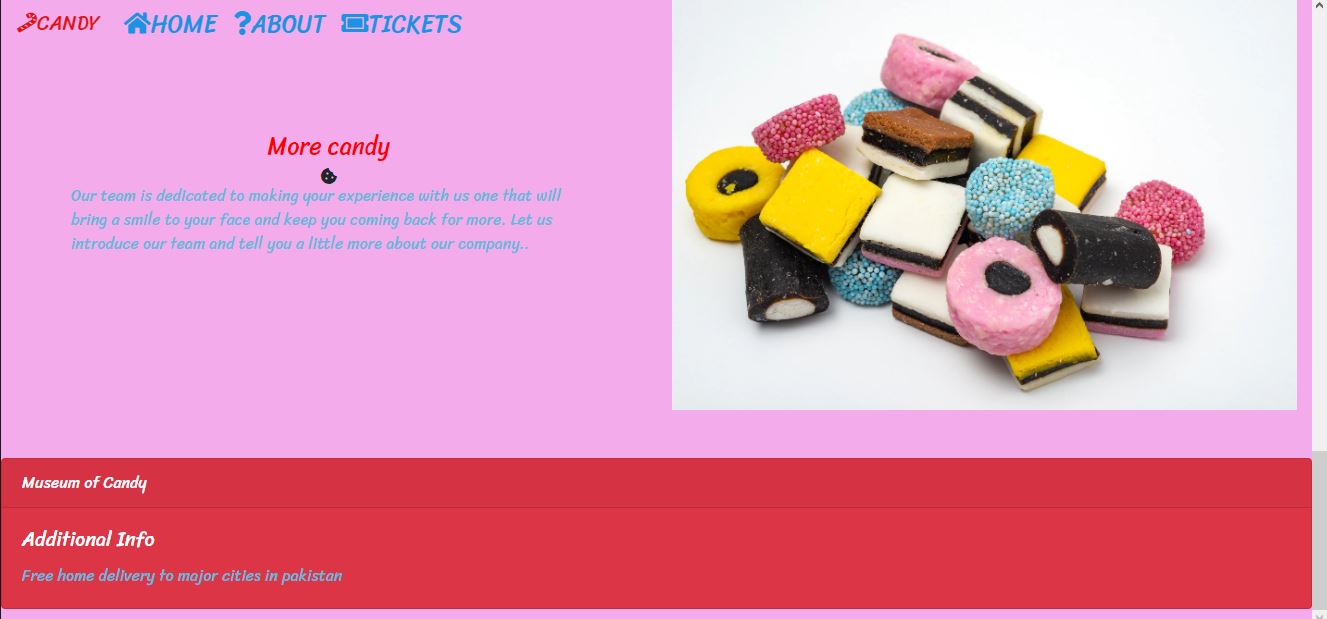 CANDY HOME ?ABOUT TICKETS
More candy
Our team is dedicated to making your experience with us one that will
bring a smile to your face and keep you coming back for more. Let us
introduce our team and tell you a little more about our company..
Museum of Candy
Additional Info
Free home delivery to major cities in pakistan